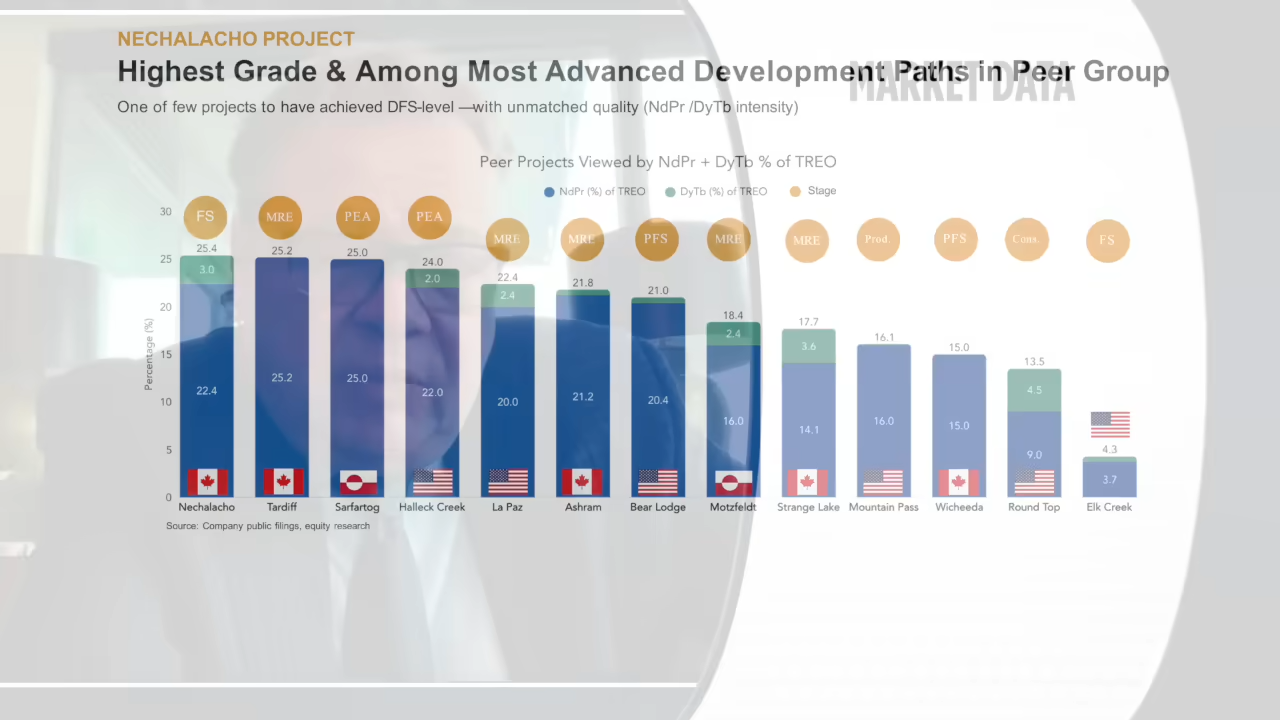 NECHALACHO PROJECT
Highest Grade & Among Most Advanced Development Paths in Peer Group
MARKET DATA
One of few projects to have achieved DFS-level —with unmatched quality (NdPr /DyTb intensity)
Peer Projects Viewed by NdPr + DyTb % of TREO
NdPr (%) of TREO DyTb (%) of TREO Stage
FS MRE PEA PEA MRE MRE PFS MRE MRE Prod. PFS Cons. FS
25.4 25.2 25.0 24.0 22.4 21.8 21.0 18.4 17.7 16.1 15.0 13.5 4.3
3.0 2.0 2.4 2.4 3.6 4.5
22.4 25.2 25.0 22.0 20.0 21.2 20.4 16.0 14.1 16.0 15.0 9.0 3.7
Percentage (%)
30
25
20
15
10
5
0
Nechalacho Tardiff Sarfartog Halleck Creek La Paz Ashram Bear Lodge Motzfeldt Strange Lake Mountain Pass Wicheeda Round Top Elk Creek
Source: Company public filings, equity research